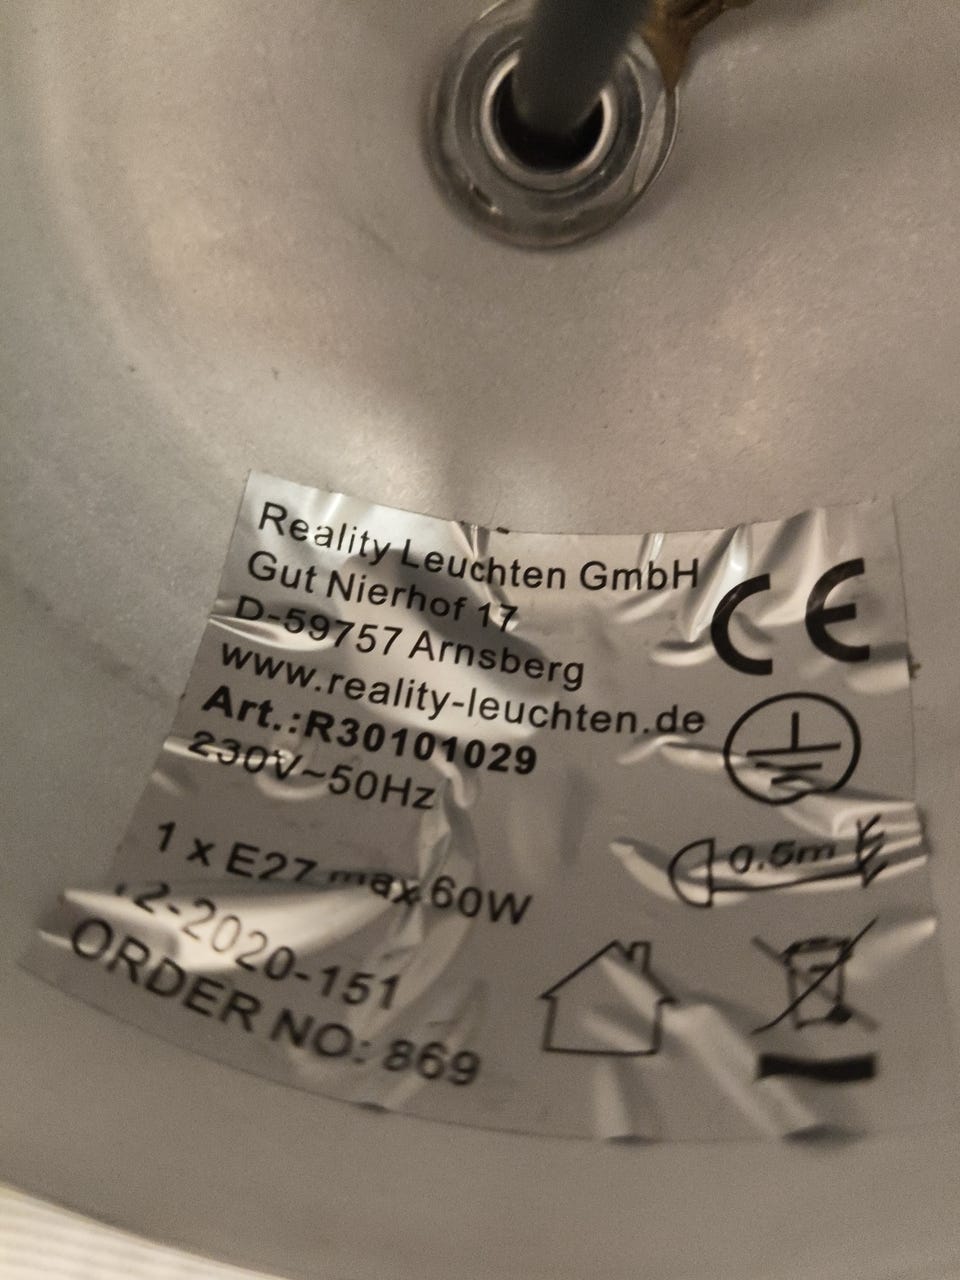 Reality Leuchten GmbH
Gut Nierhof 17
D-59757 Arnsberg
www.reality-leuchten.de
Art.:R30101029
230V~50Hz
1 x E27 max 60W
12-2020-151
ORDER NO: 869
CE
0.5m